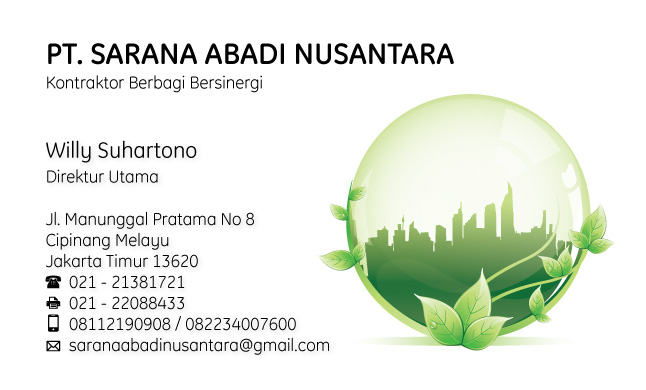 PT. SARANA ABADI NUSANTARA
Kontraktor Berbagi Bersinergi
Willy Suhartono
Direktur Utama
Jl. Manunggal Pratama No 8
Cipinang Melayu
Jakarta Timur 13620
021 - 21381721
021 - 22088433
08112190908 / 082234007600
saranaabadinusantara@gmail.com